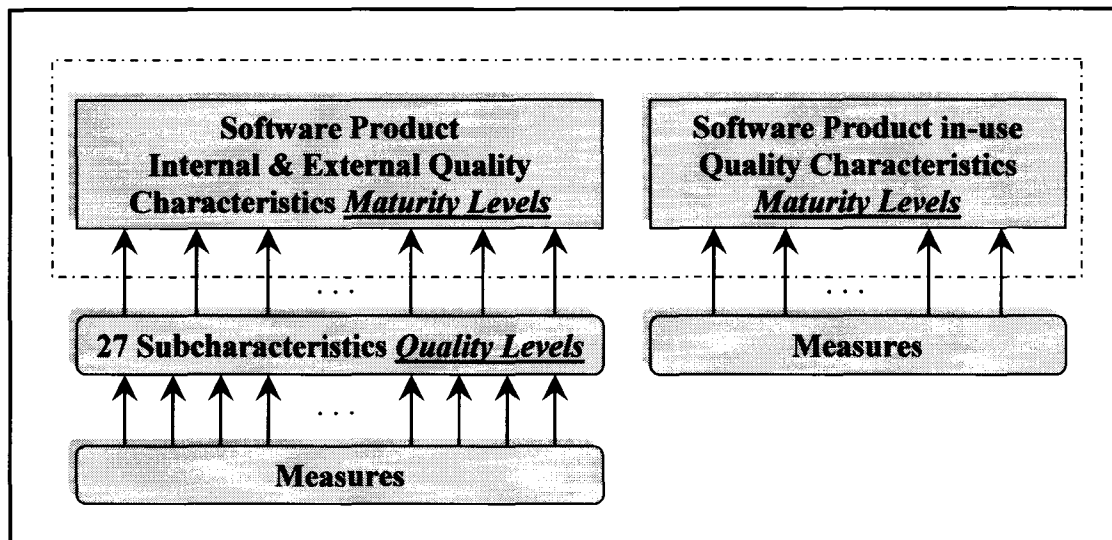 Software Product
Internal & External Quality
Characteristics Maturity Levels
Software Product in-use
Quality Characteristics
Maturity Levels
. . .
. . .
27 Subcharacteristics Quality Levels
Measures
. . .
Measures